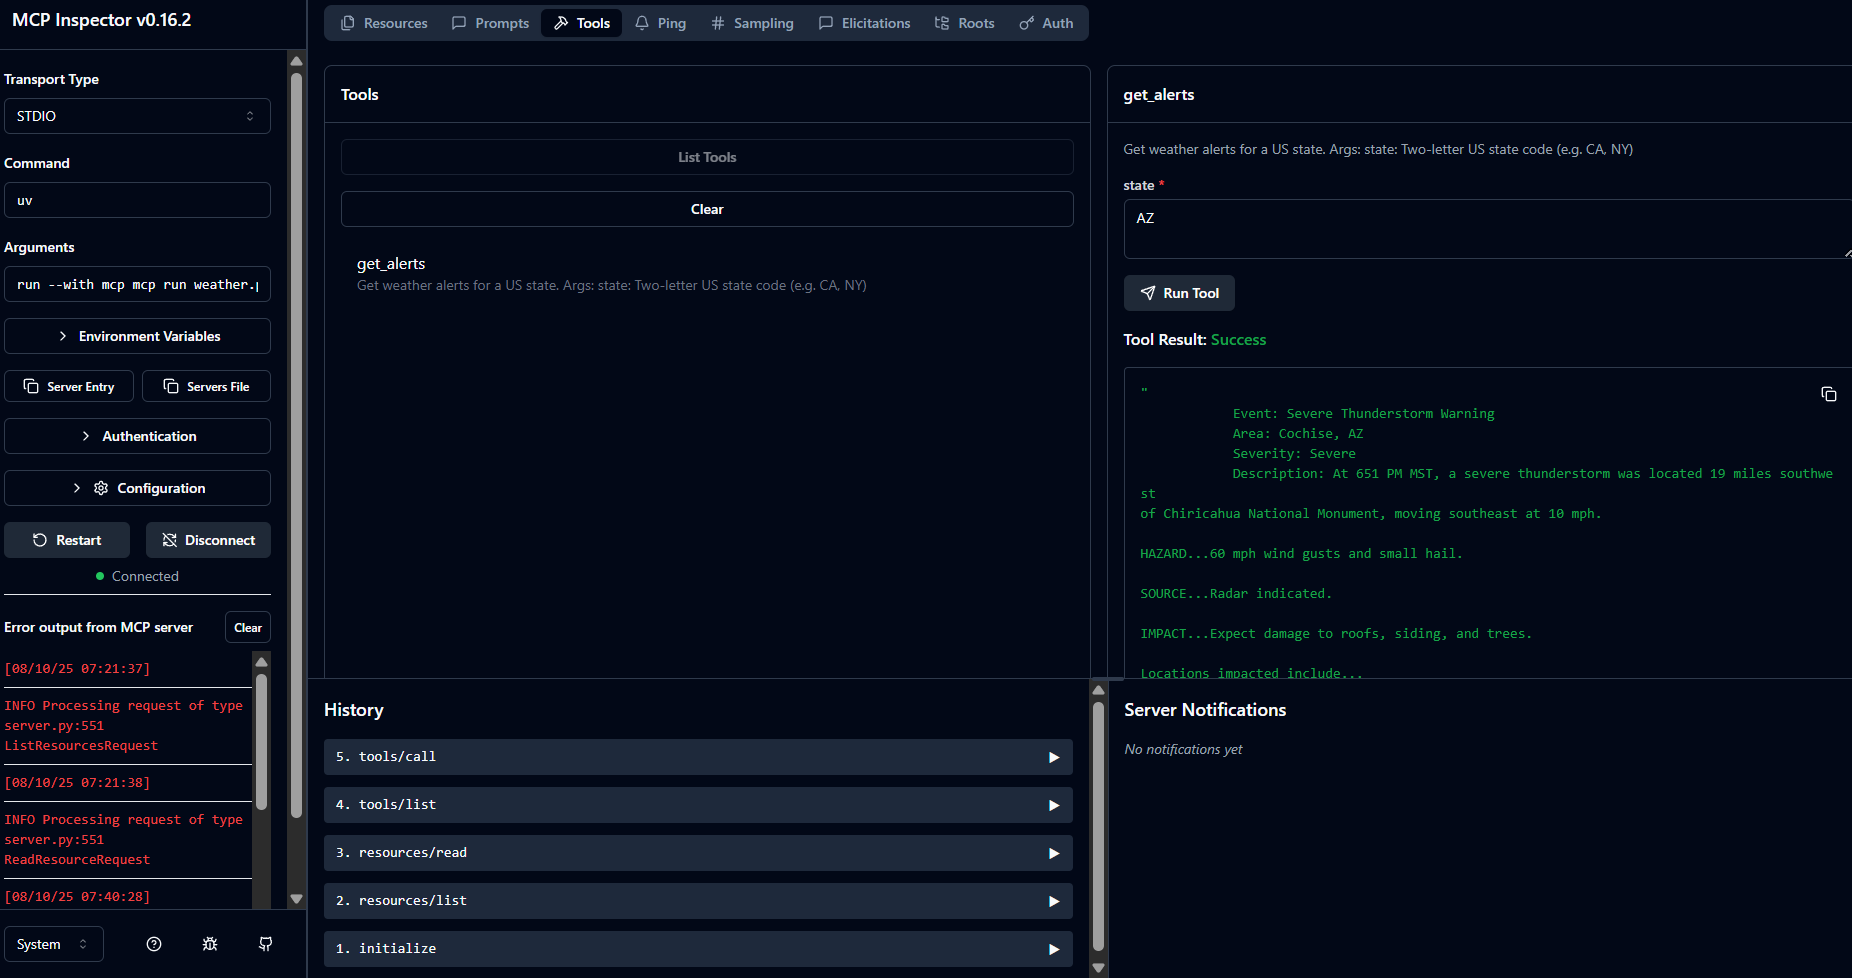 MCP Inspector v0.16.2
Transport Type
STDIO
Command
uv
Arguments
run --with mcp mcp run weather.p
Environment Variables
Server Entry
Servers File
Authentication
Configuration
Restart
Disconnect
Connected
Error output from MCP server
Clear
[08/10/25 07:21:37]
INFO Processing request of type
server.py:551
ListResourcesRequest
[08/10/25 07:21:38]
INFO Processing request of type
server.py:551
ReadResourceRequest
[08/10/25 07:40:28]
System
Resources
Prompts
Tools
Ping
Sampling
Elicitations
Roots
Auth
Tools
List Tools
Clear
get_alerts
Get weather alerts for a US state. Args: state: Two-letter US state code (e.g. CA, NY)
get_alerts
Get weather alerts for a US state. Args: state: Two-letter US state code (e.g. CA, NY)
state *
AZ
Run Tool
Tool Result: Success
"
Event: Severe Thunderstorm Warning
Area: Cochise, AZ
Severity: Severe
Description: At 651 PM MST, a severe thunderstorm was located 19 miles southwe
st
of Chiricahua National Monument, moving southeast at 10 mph.
HAZARD...60 mph wind gusts and small hail.
SOURCE...Radar indicated.
IMPACT...Expect damage to roofs, siding, and trees.
Locations impacted include...
History
5. tools/call
4. tools/list
3. resources/read
2. resources/list
1. initialize
Server Notifications
No notifications yet